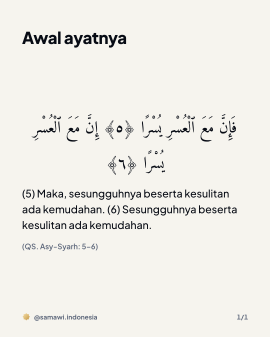 Awal ayatnya
فَإِنَّ مَعَ ٱلْعُسْرِ يُسْرًا ﴿٥﴾ إِنَّ مَعَ ٱلْعُسْرِ
يُسْرًا ﴿٦﴾
(5) Maka, sesungguhnya beserta kesulitan
ada kemudahan. (6) Sesungguhnya beserta
kesulitan ada kemudahan.
(QS. Asy-Syarh: 5-6)
@samawi.indonesia
1/1